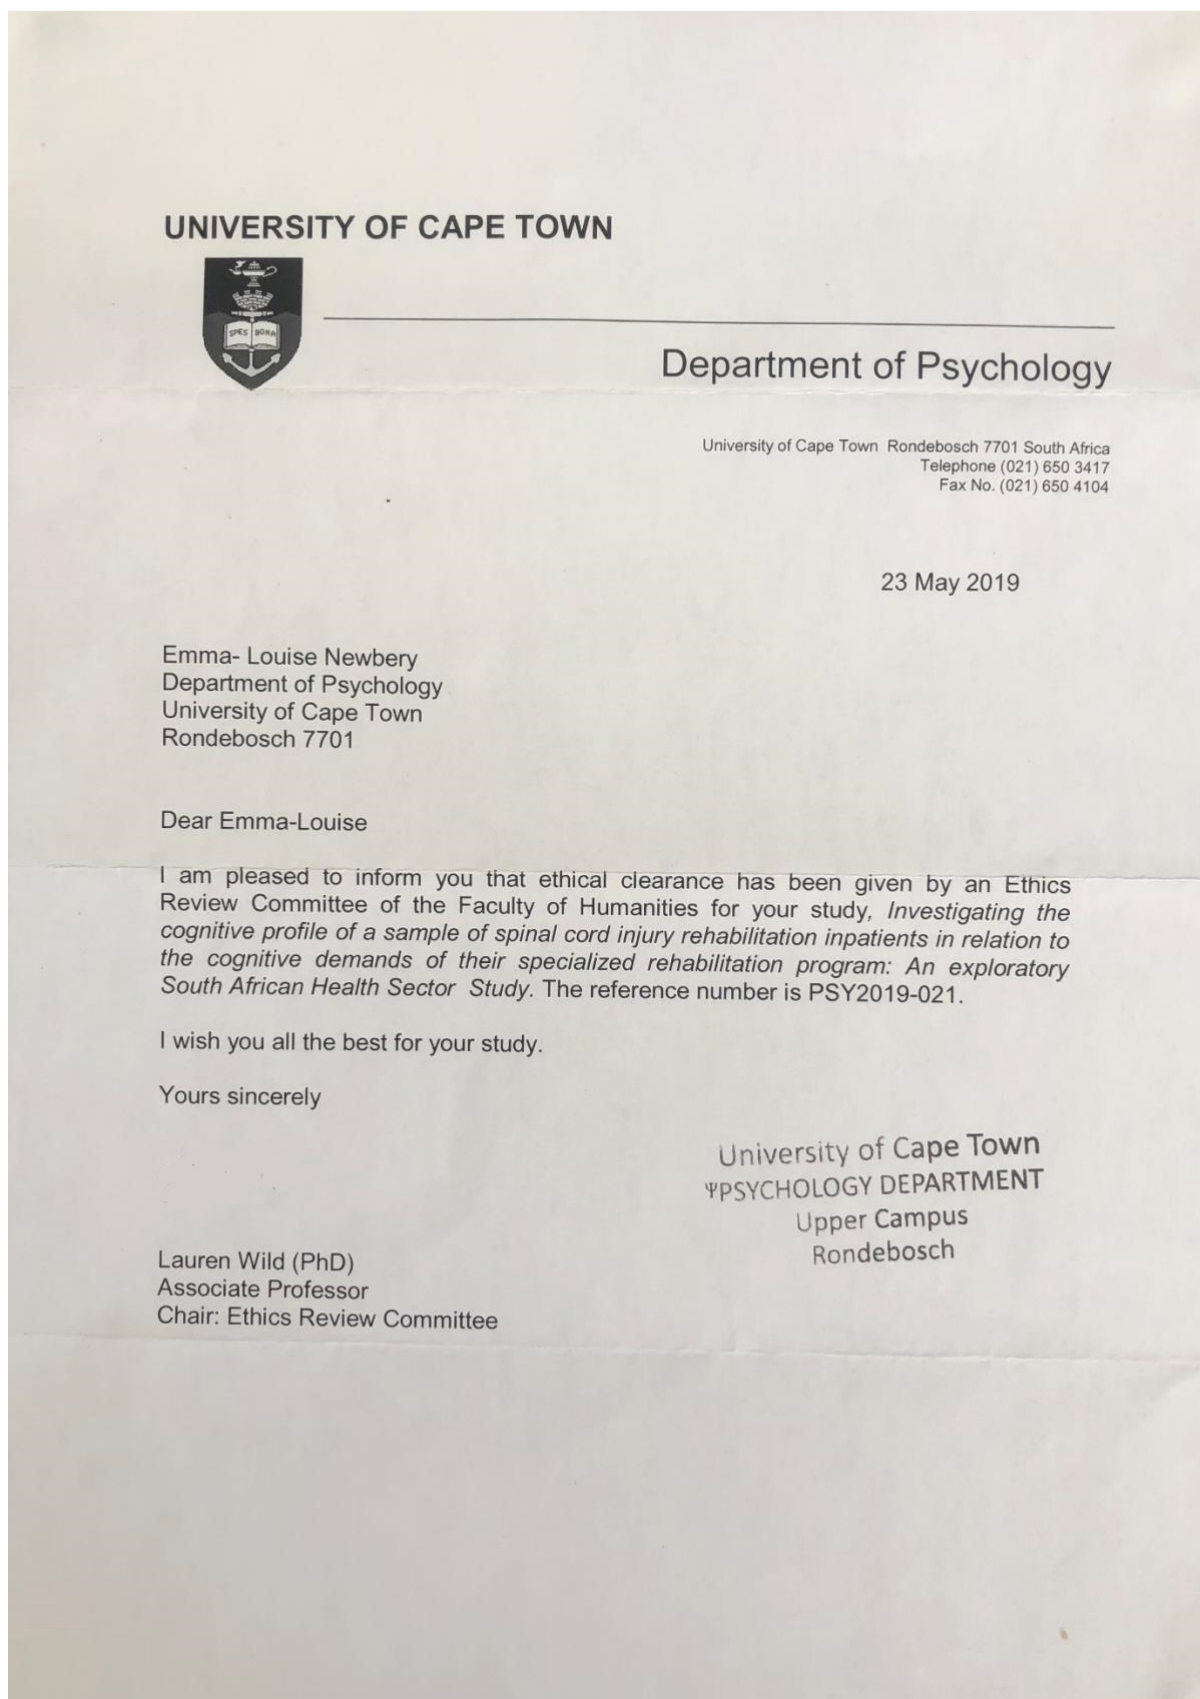 UNIVERSITY OF CAPE TOWN
SPES BONA
Department of Psychology
University of Cape Town Rondebosch 7701 South Africa
Telephone (021) 650 3417
Fax No. (021) 650 4104
23 May 2019
Emma- Louise Newbery
Department of Psychology
University of Cape Town
Rondebosch 7701
Dear Emma-Louise
I am pleased to inform you that ethical clearance has been given by an Ethics
Review Committee of the Faculty of Humanities for your study, Investigating the
cognitive profile of a sample of spinal cord injury rehabilitation inpatients in relation to
the cognitive demands of their specialized rehabilitation program: An exploratory
South African Health Sector Study. The reference number is PSY2019-021.
I wish you all the best for your study.
Yours sincerely
University of Cape Town
ΨPSYCHOLOGY DEPARTMENT
Upper Campus
Rondebosch
Lauren Wild (PhD)
Associate Professor
Chair: Ethics Review Committee